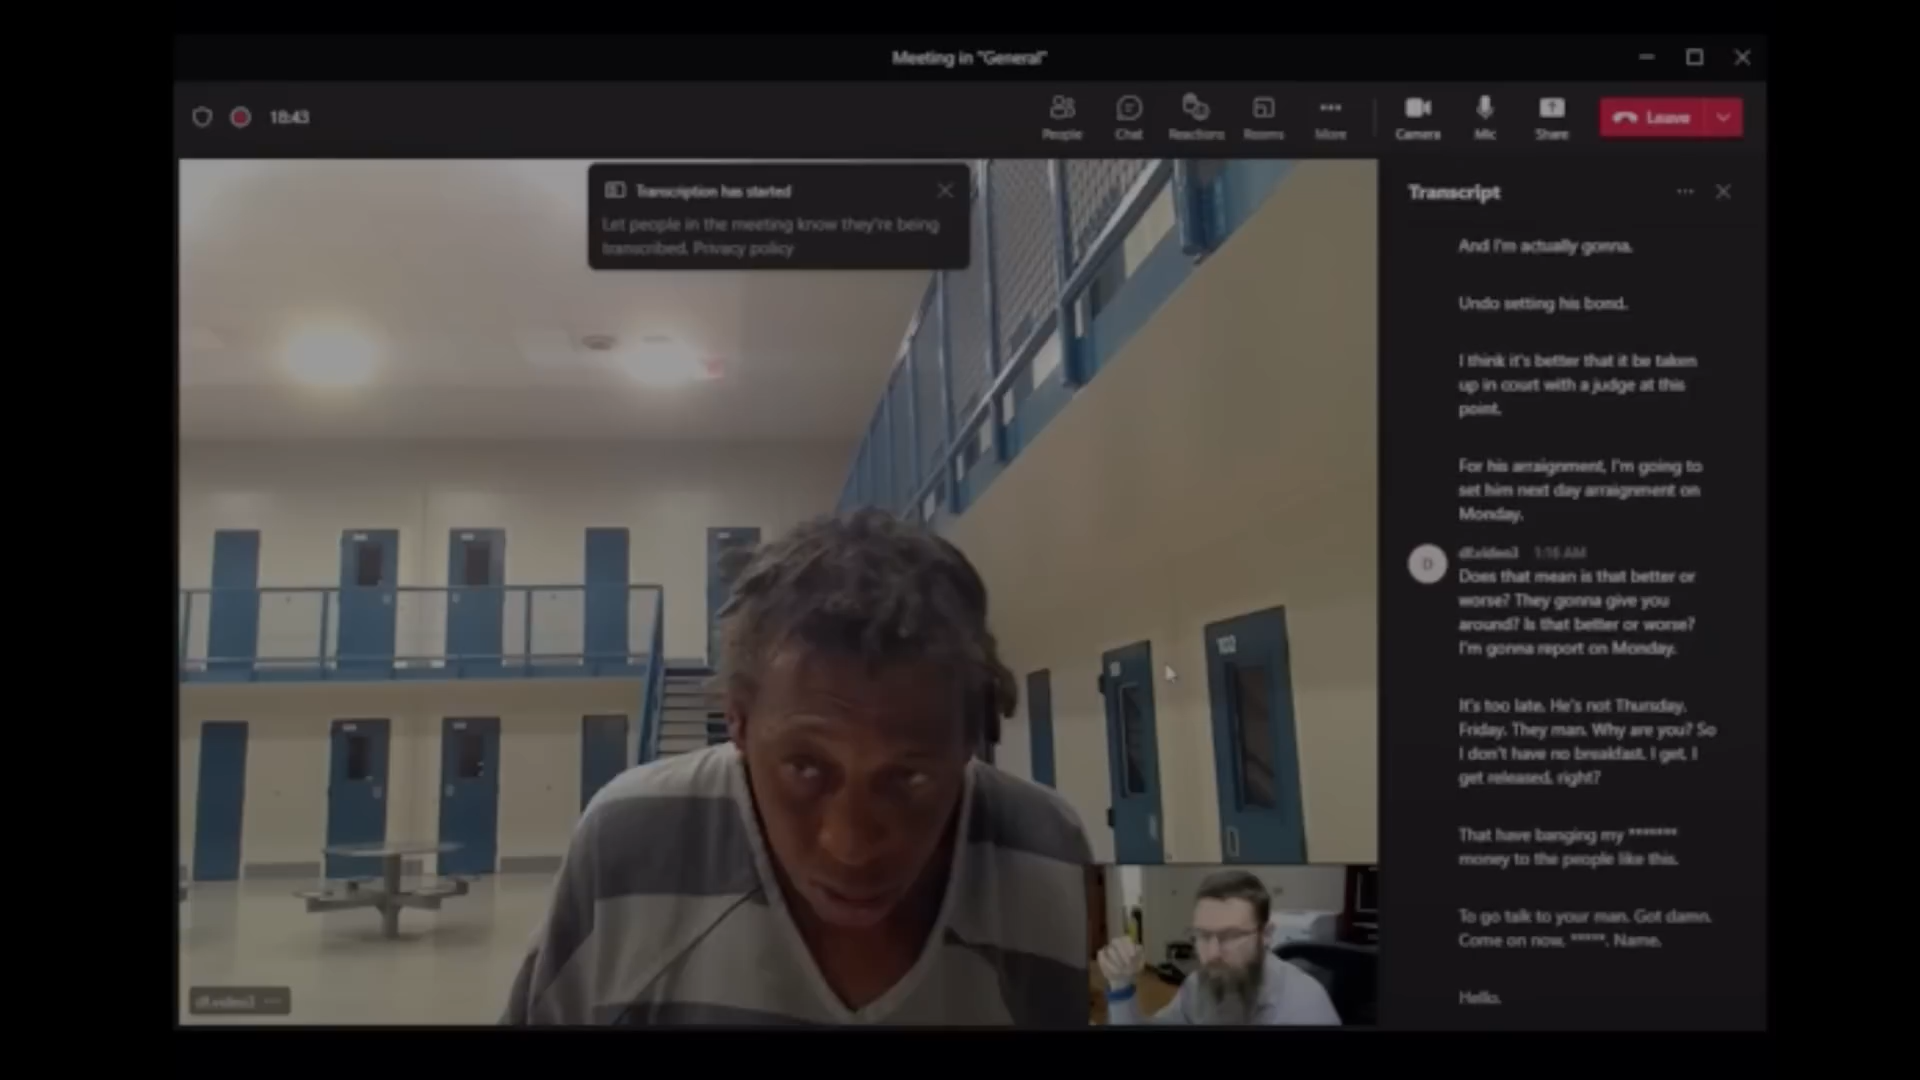 Meeting in "General"
18:43
People
Chat
Reactions
Rooms
More
Camera
Mic
Share
Leave
Transcription has started
Let people in the meeting know they're being
transcribed. Privacy policy
Transcript
And I'm actually gonna.
Undo setting his bond.
I think it's better that it be taken
up in court with a judge at this
point.
For his arraignment, I'm going to
set him next day arraignment on
Monday.
D
1:16 AM
Does that mean is that better or
worse? They gonna give you
around? Is that better or worse?
I'm gonna report on Monday.
It's too late. He's not Thursday.
Friday. They man. Why are you? So
I don't have no breakfast. I get, I
get released, right?
That have banging my *******
money to the people like this.
To go talk to your man. Got damn.
Come on now, *****. Name.
Hello.